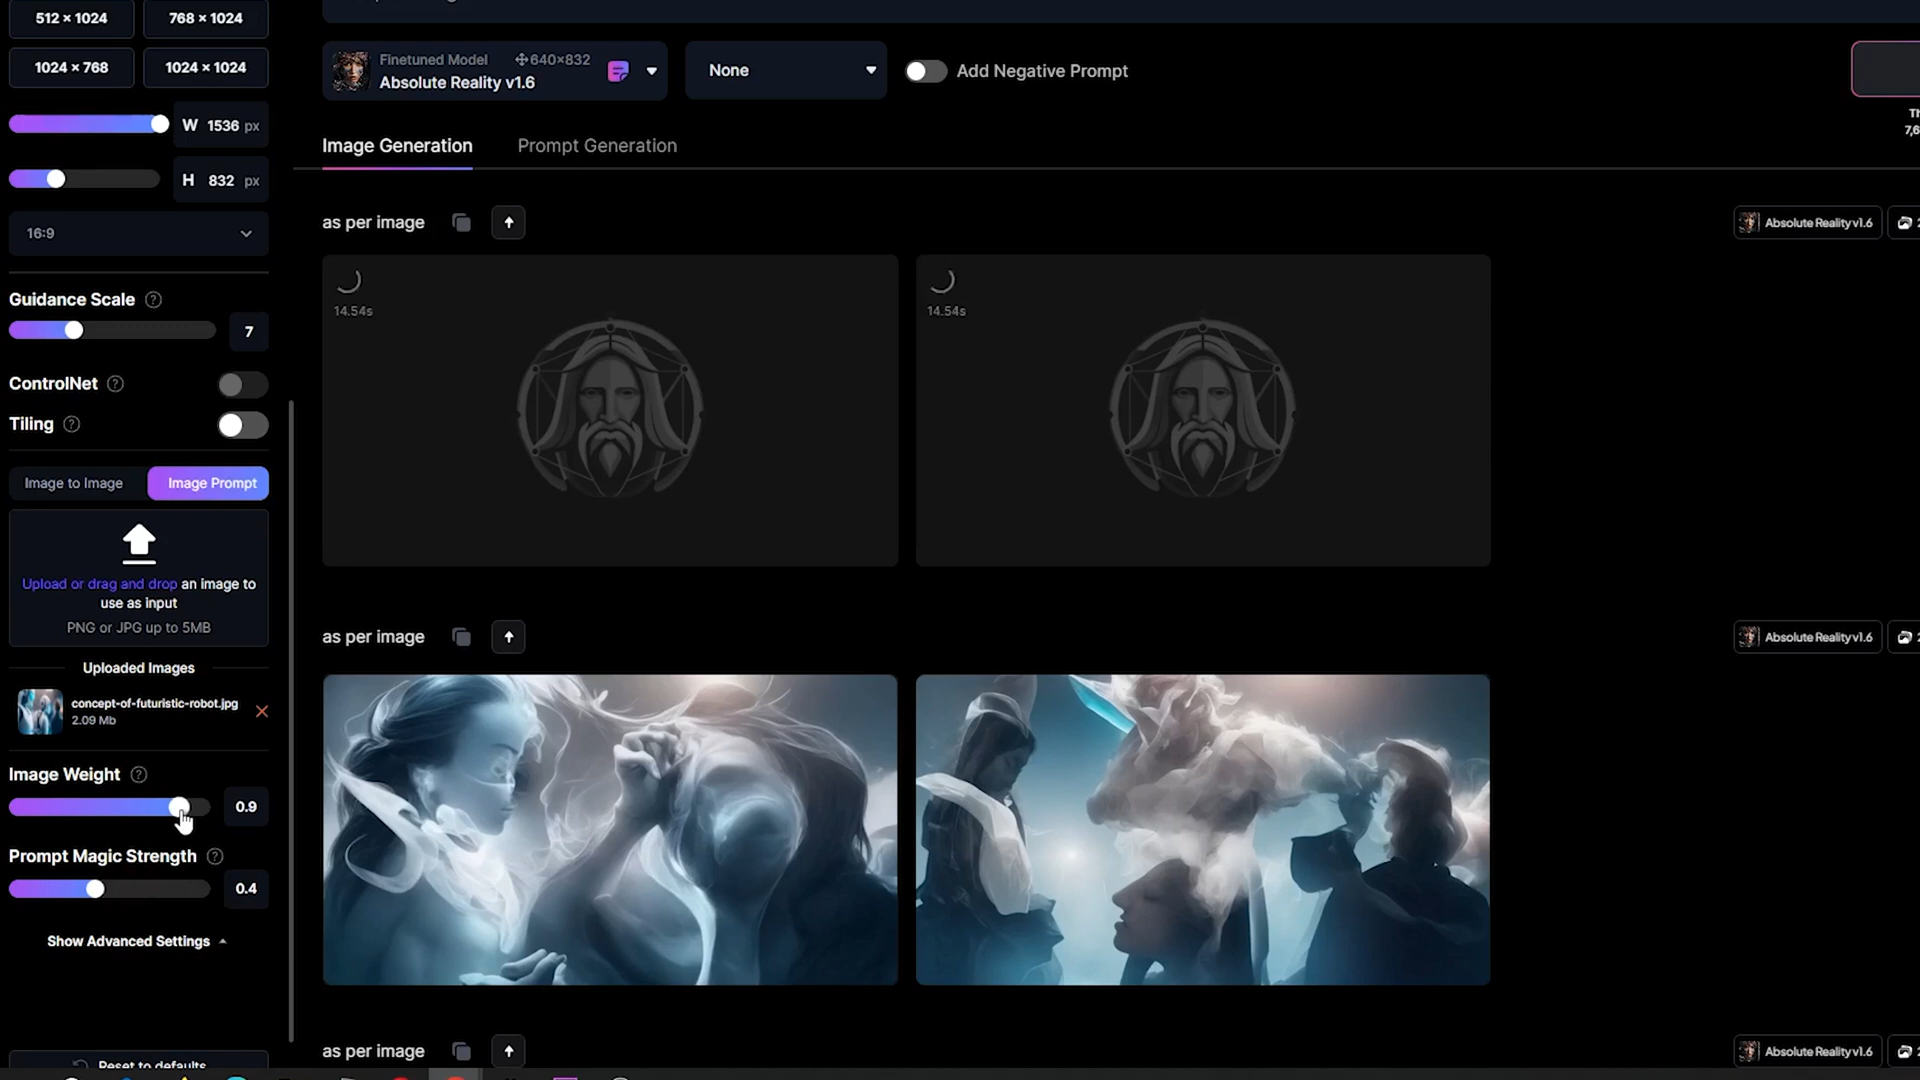 512 × 1024
768 × 1024
1024 × 768
1024 × 1024
W 1536 px
H 832 px
16:9
Guidance Scale
7
ControlNet
Tiling
Image to Image
Image Prompt
Upload or drag and drop an image to
use as input
PNG or JPG up to 5MB
Uploaded Images
concept-of-futuristic-robot.jpg
2.09 Mb
Image Weight
0.9
Prompt Magic Strength
0.4
Show Advanced Settings
Reset to defaults
Finetuned Model 640×832
Absolute Reality v1.6
None
Add Negative Prompt
Image Generation
Prompt Generation
as per image
Absolute Reality v1.6
14.54s
14.54s
as per image
Absolute Reality v1.6
as per image
Absolute Reality v1.6